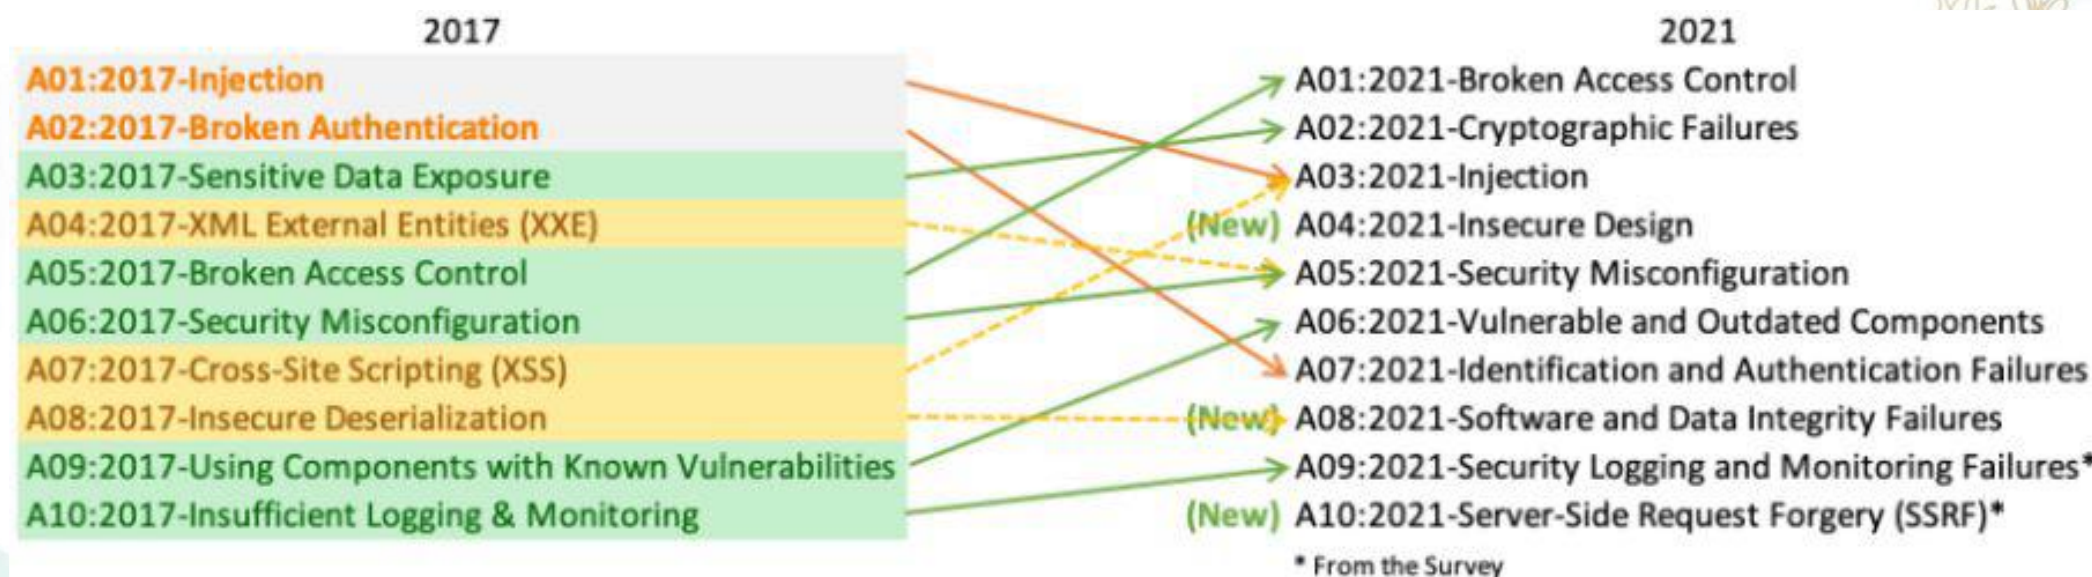 2017
A01:2017-Injection
A02:2017-Broken Authentication
A03:2017-Sensitive Data Exposure
A04:2017-XML External Entities (XXE)
A05:2017-Broken Access Control
A06:2017-Security Misconfiguration
A07:2017-Cross-Site Scripting (XSS)
A08:2017-Insecure Deserialization
A09:2017-Using Components with Known Vulnerabilities
A10:2017-Insufficient Logging & Monitoring
2021
A01:2021-Broken Access Control
A02:2021-Cryptographic Failures
A03:2021-Injection
(New) A04:2021-Insecure Design
A05:2021-Security Misconfiguration
A06:2021-Vulnerable and Outdated Components
A07:2021-Identification and Authentication Failures
(New) A08:2021-Software and Data Integrity Failures
A09:2021-Security Logging and Monitoring Failures*
(New) A10:2021-Server-Side Request Forgery (SSRF)*
* From the Survey